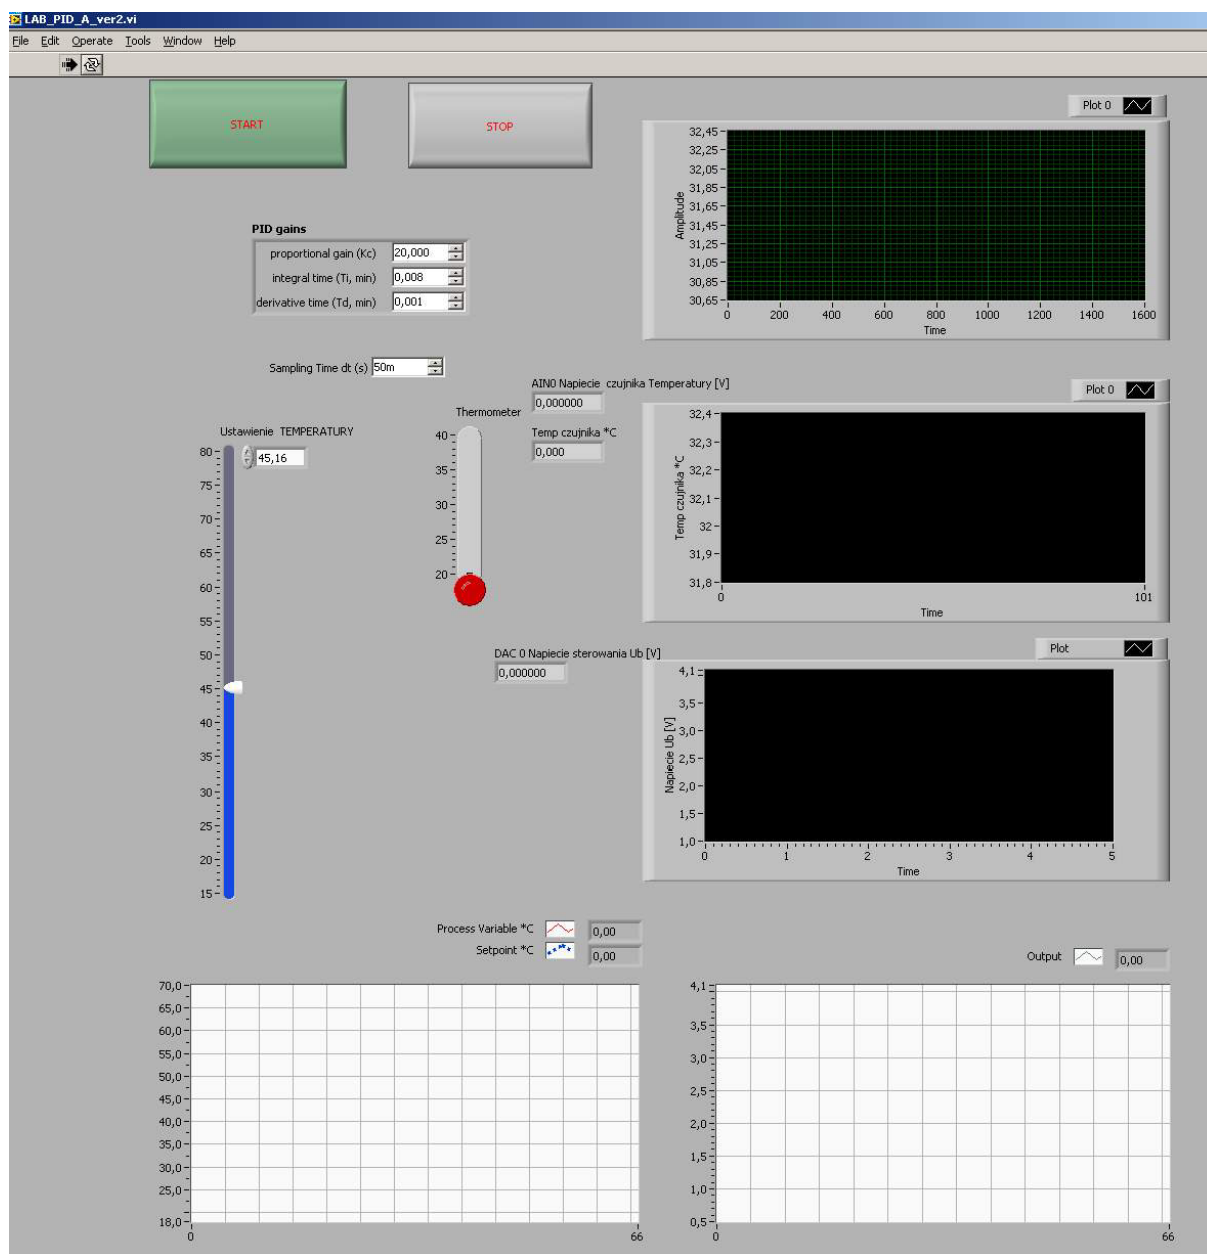 LAB_PID_A_ver2.vi
File Edit Operate Tools Window Help
START
STOP
PID gains
proportional gain (Kc) 20,000
integral time (Ti, min) 0,008
derivative time (Td, min) 0,001
Sampling Time dt (s) 50m
Plot 0
32,45
32,25
32,05
31,85
31,65
31,45
31,25
31,05
30,85
30,65
Amplitude
0 200 400 600 800 1000 1200 1400 1600
Time
Ustawienie TEMPERATURY
45,16
80
75
70
65
60
55
50
45
40
35
30
25
20
15
Thermometer
40
35
30
25
20
AIN0 Napiecie czujnika Temperatury [V]
0,000000
Temp czujnika *C
0,000
Plot 0
32,4
32,3
32,2
32,1
32
31,9
31,8
Temp czujnika *C
0 101
Time
DAC 0 Napiecie sterowania Ub [V]
0,000000
Plot
4,1
3,5
3,0
2,5
2,0
1,5
1,0
Napiecie Ub [V]
0 1 2 3 4 5
Time
Process Variable *C 0,00
Setpoint *C 0,00
70,0
65,0
60,0
55,0
50,0
45,0
40,0
35,0
30,0
25,0
18,0
0 66
Output 0,00
4,1
3,5
3,0
2,5
2,0
1,5
1,0
0,5
0 66